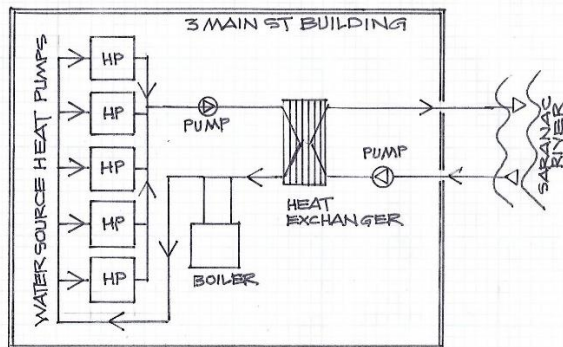 3 MAIN ST BUILDING
WATER SOURCE HEAT PUMPS
HP
HP
HP
HP
HP
PUMP
PUMP
HEAT
EXCHANGER
BOILER
SARANAC
RIVER